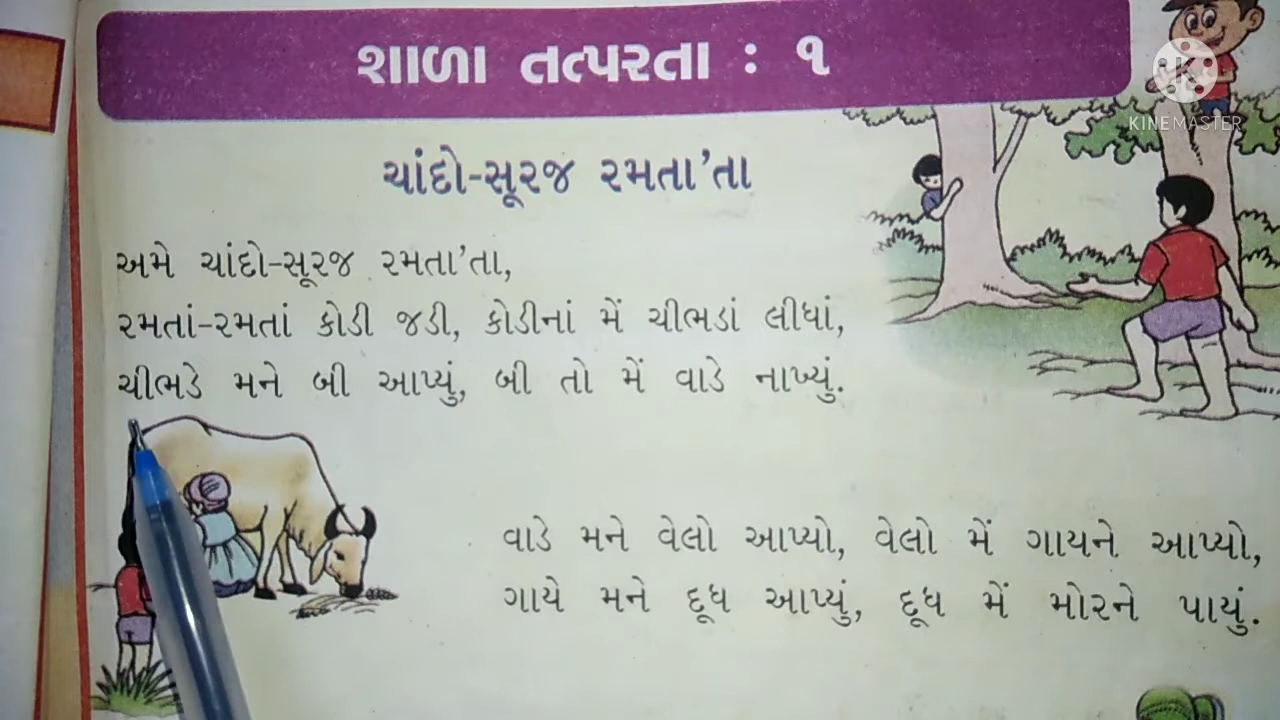 શાળા તત્પરતા : ૧
KINEMASTER
ચાંદો-સૂરજ રમતા'તા
અમે ચાંદો-સૂરજ રમતા'તા,
રમતાં-રમતાં કોડી જડી, કોડીનાં મેં ચીભડાં લીધાં,
ચીભડે મને બી આપ્યું, બી તો મેં વાડે નાખ્યું.
વાડે મને વેલો આપ્યો, વેલો મેં ગાયને આપ્યો,
ગાયે મને દૂધ આપ્યું, દૂધ મેં મોરને પાયું.